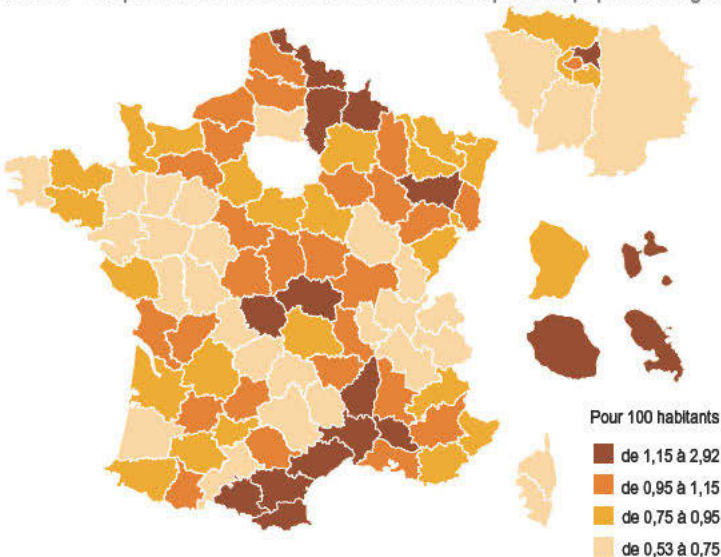 Pour 100 habitants
de 1,15 à 2,92
de 0,95 à 1,15
de 0,75 à 0,95
de 0,53 à 0,75